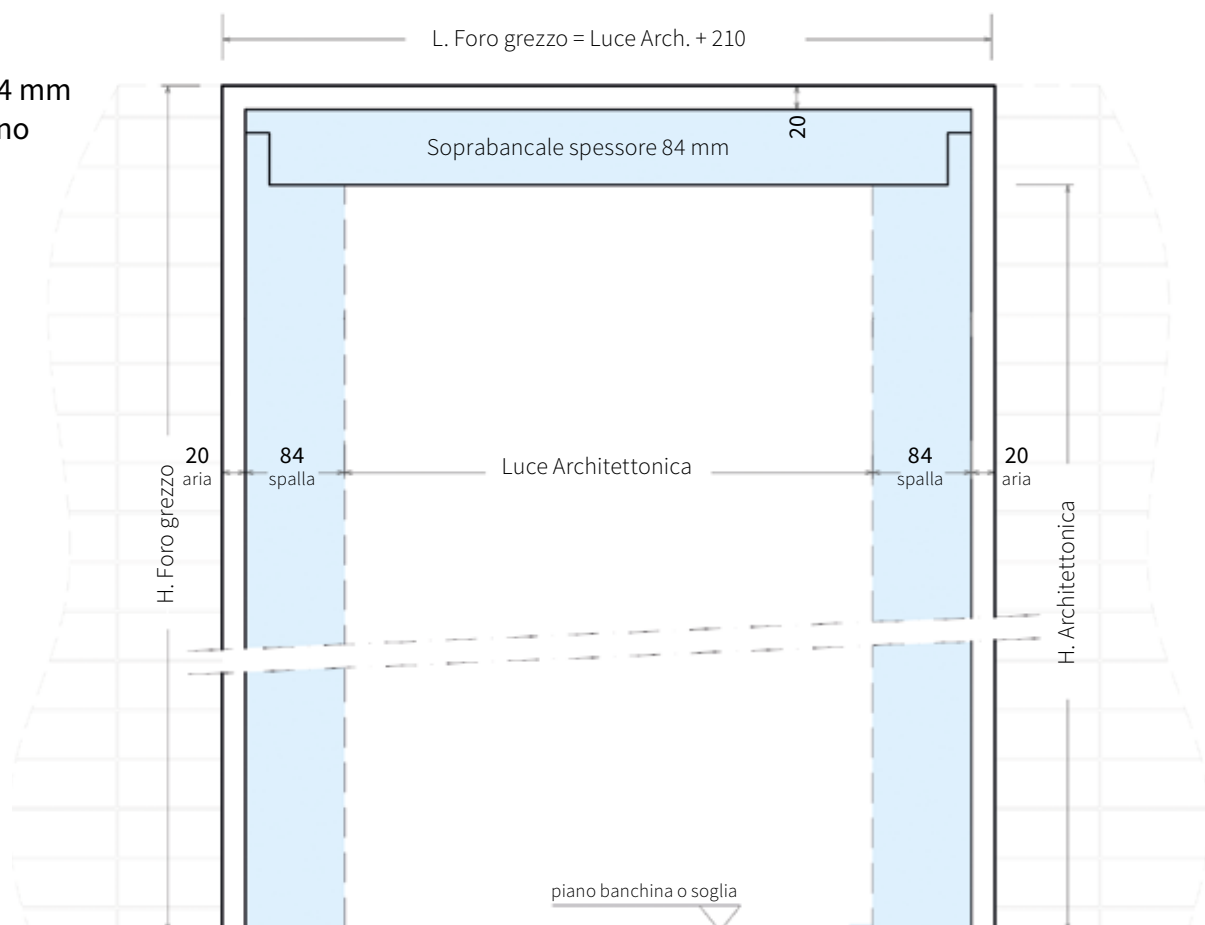 L. Foro grezzo = Luce Arch. + 210
4 mm
no
20
Soprabancale spessore 84 mm
20
aria
84
spalla
Luce Architettonica
84
spalla
20
aria
H. Foro grezzo
H. Architettonica
piano banchina o soglia